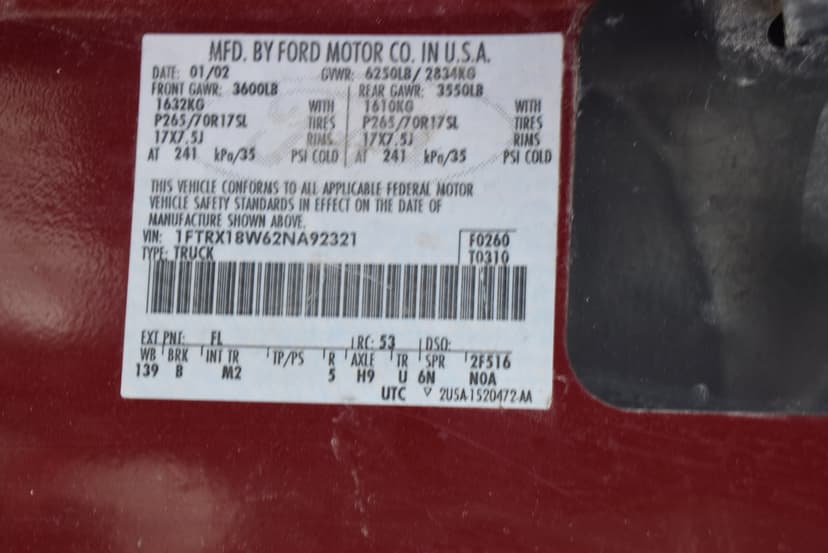 MFD. BY FORD MOTOR CO. IN U.S.A.
DATE: 01/02 GVWR: 6250LB/ 2834KG
FRONT GAWR: 3600LB REAR GAWR: 3550LB
1632KG WITH 1610KG WITH
P265/70R17SL TIRES P265/70R17SL TIRES
17X7.5J RIMS 17X7.5J RIMS
AT 241 kPa/35 PSI COLD AT 241 kPa/35 PSI COLD
THIS VEHICLE CONFORMS TO ALL APPLICABLE FEDERAL MOTOR
VEHICLE SAFETY STANDARDS IN EFFECT ON THE DATE OF
MANUFACTURE SHOWN ABOVE.
VIN: 1FTRX18W62NA92321 F0260
TYPE: TRUCK T0310
EXT PNT: FL RC: 53 DSO:
WB BRK INT TR TP/PS R AXLE TR SPR 2F516
139 B M2 5 H9 U 6N N0A
UTC ▽ 2U5A-1520472-AA